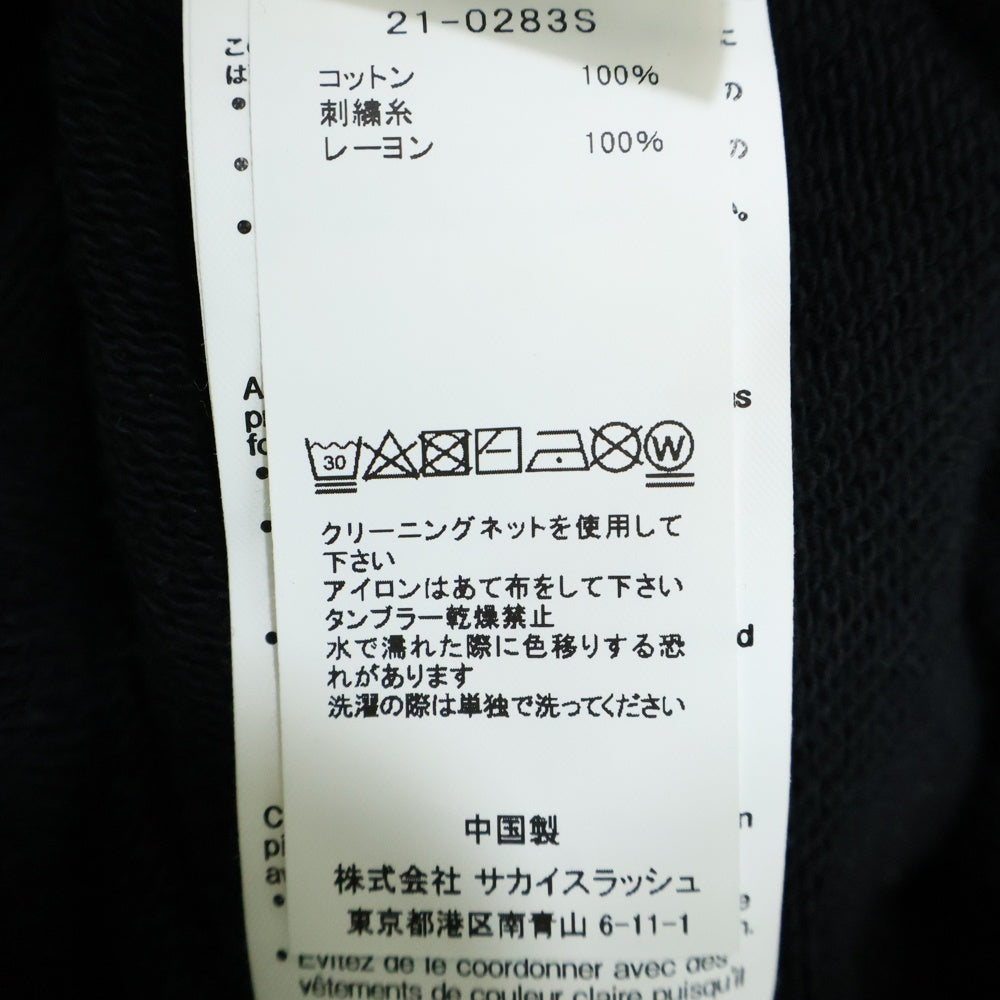 21-0283S
コットン 100%
刺繍糸
レーヨン 100%
30
W
クリーニングネットを使用して
下さい
アイロンはあて布をして下さい
タンブラー乾燥禁止
水で濡れた際に色移りする恐
れがあります
洗濯の際は単独で洗ってください
中国製
株式会社 サカイスラッシュ
東京都港区南青山 6-11-1
Évitez de le coordonner avec des
vêtements de couleur claire puisqu'il